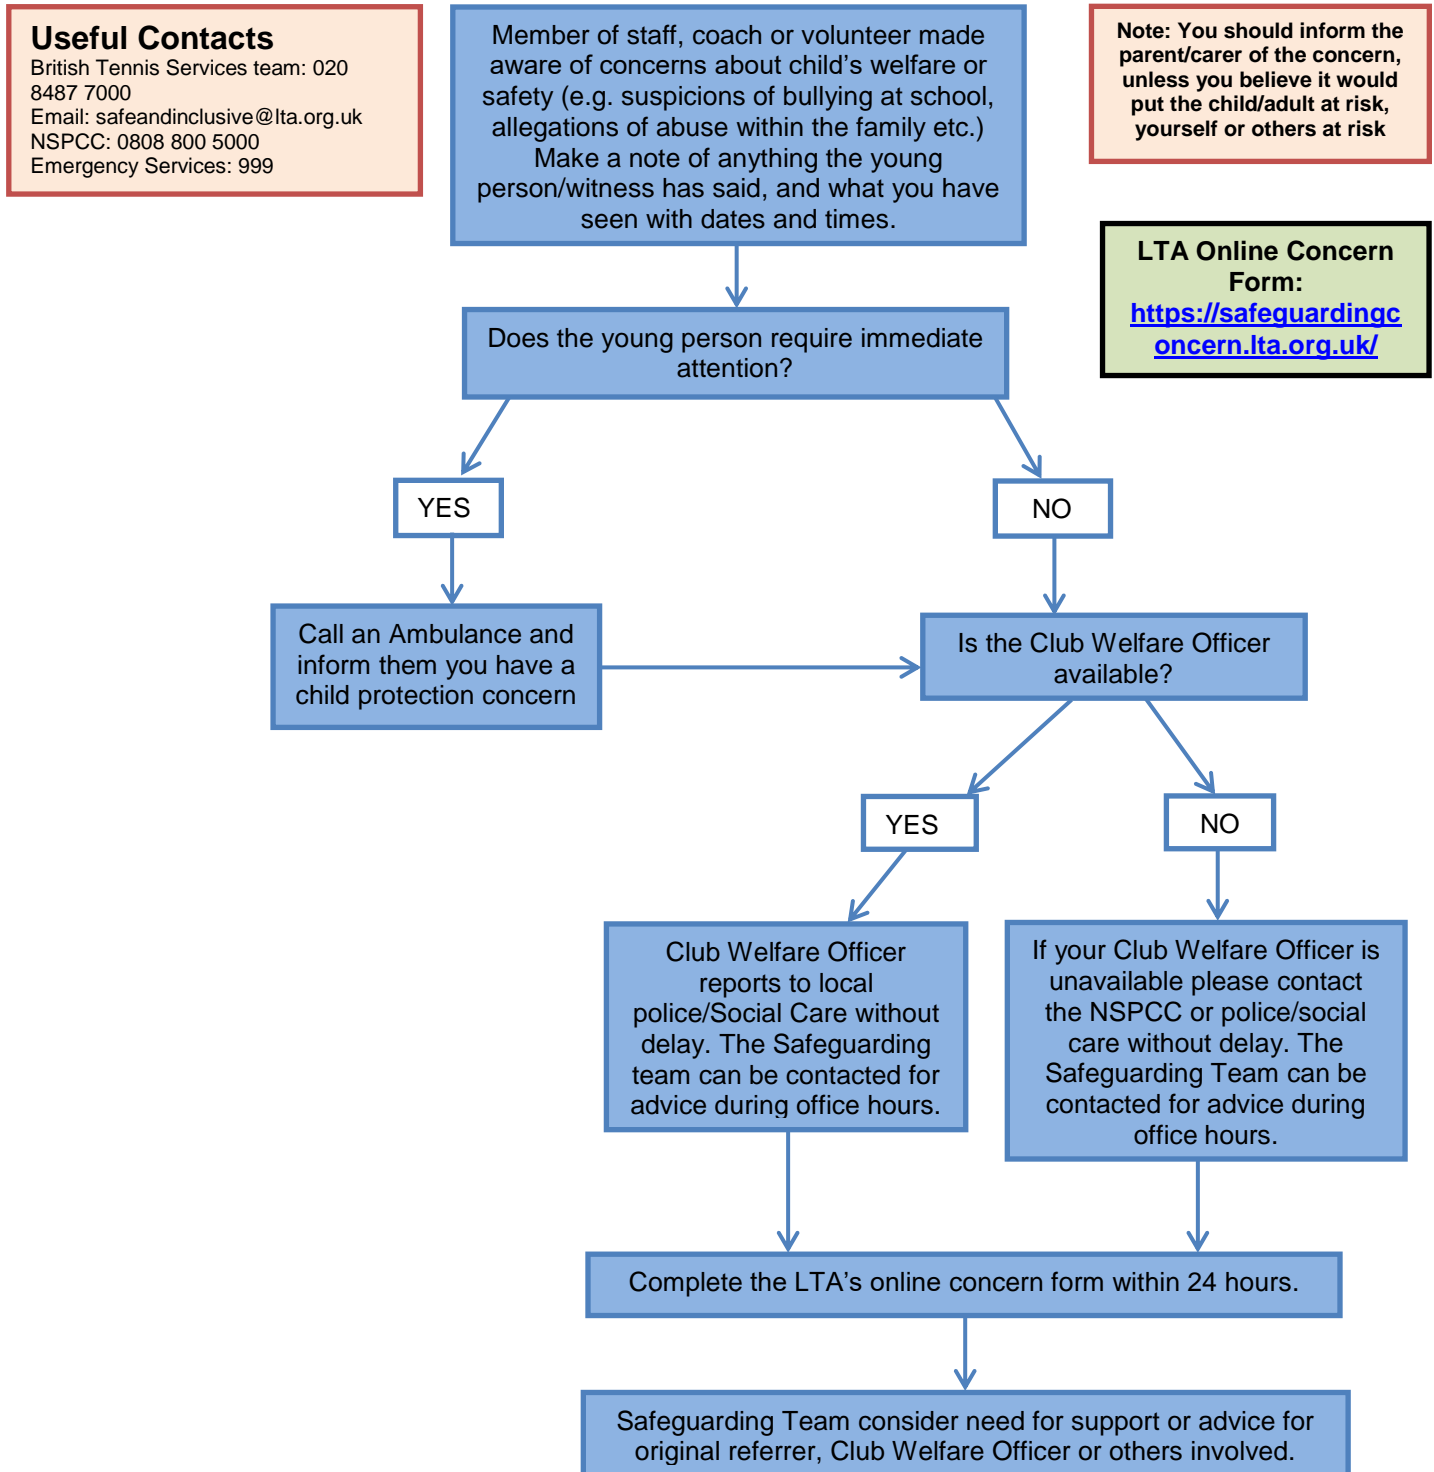 Useful Contacts
British Tennis Services team: 020
8487 7000
Email: safeandinclusive@lta.org.uk
NSPCC: 0808 800 5000
Emergency Services: 999
Member of staff, coach or volunteer made
aware of concerns about child's welfare or
safety (e.g. suspicions of bullying at school,
allegations of abuse within the family etc.)
Make a note of anything the young
person/witness has said, and what you have
seen with dates and times.
Note: You should inform the
parent/carer of the concern,
unless you believe it would
put the child/adult at risk,
yourself or others at risk
LTA Online Concern
Form:
https://safeguardingc
oncern.lta.org.uk/
Does the young person require immediate
attention?
YES
NO
Call an Ambulance and
inform them you have a
child protection concern
Is the Club Welfare Officer
available?
YES
NO
Club Welfare Officer
reports to local
police/Social Care without
delay. The Safeguarding
team can be contacted for
advice during office hours.
If your Club Welfare Officer is
unavailable please contact
the NSPCC or police/social
care without delay. The
Safeguarding Team can be
contacted for advice during
office hours.
Complete the LTA's online concern form within 24 hours.
Safeguarding Team consider need for support or advice for
original referrer, Club Welfare Officer or others involved.